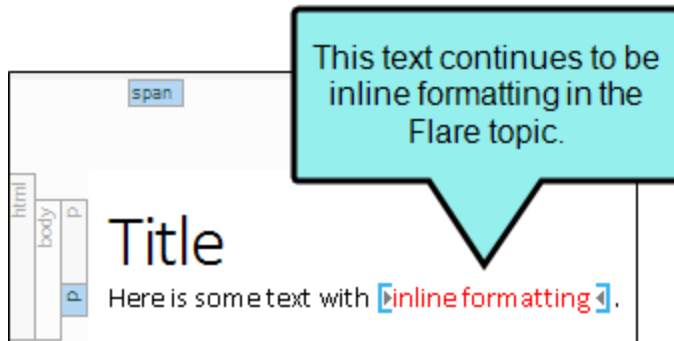 This text continues to be
inline formatting in the
Flare topic.
span
html
body
p
Title
p
Here is some text with inline formatting.